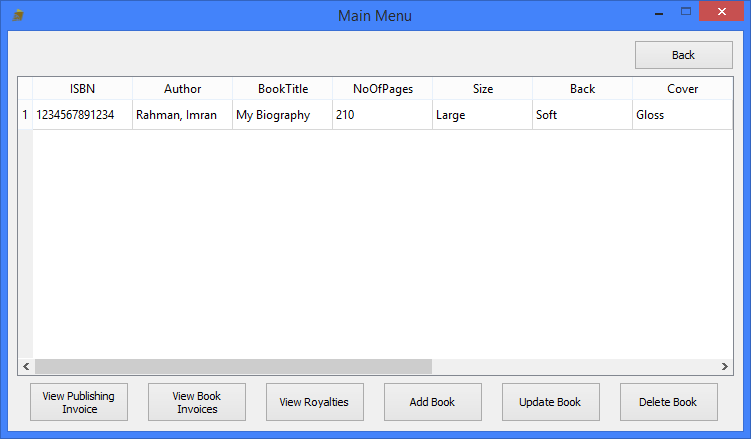 Main Menu
Back
ISBN Author BookTitle NoOfPages Size Back Cover
1 1234567891234 Rahman, Imran My Biography 210 Large Soft Gloss
View Publishing
Invoice
View Book
Invoices
View Royalties
Add Book
Update Book
Delete Book